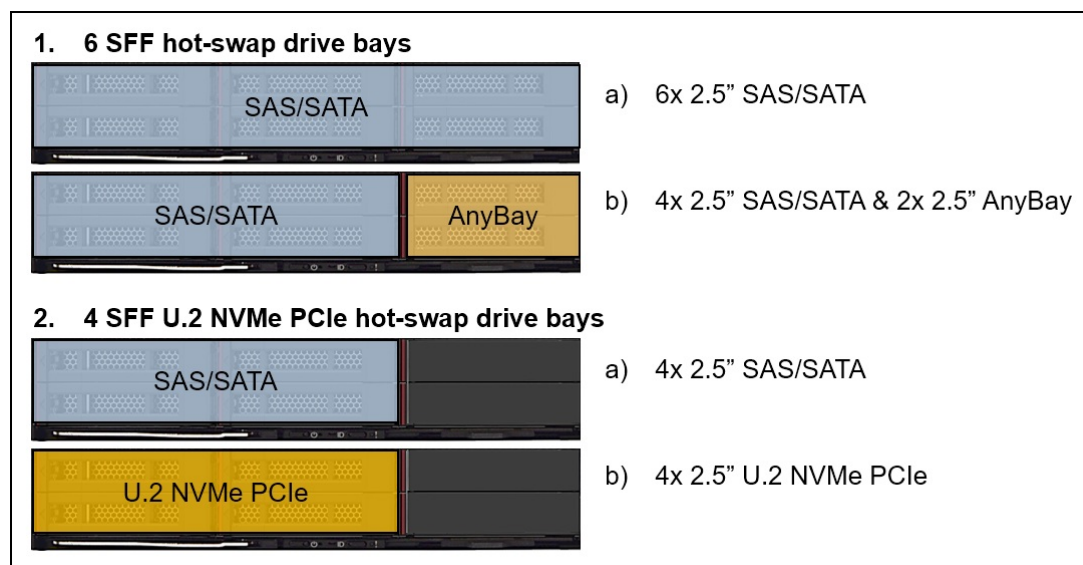 1. 6 SFF hot-swap drive bays
SAS/SATA
a) 6x 2.5” SAS/SATA
SAS/SATA
AnyBay
b) 4x 2.5” SAS/SATA & 2x 2.5” AnyBay
2. 4 SFF U.2 NVMe PCIe hot-swap drive bays
SAS/SATA
a) 4x 2.5” SAS/SATA
U.2 NVMe PCIe
b) 4x 2.5” U.2 NVMe PCIe